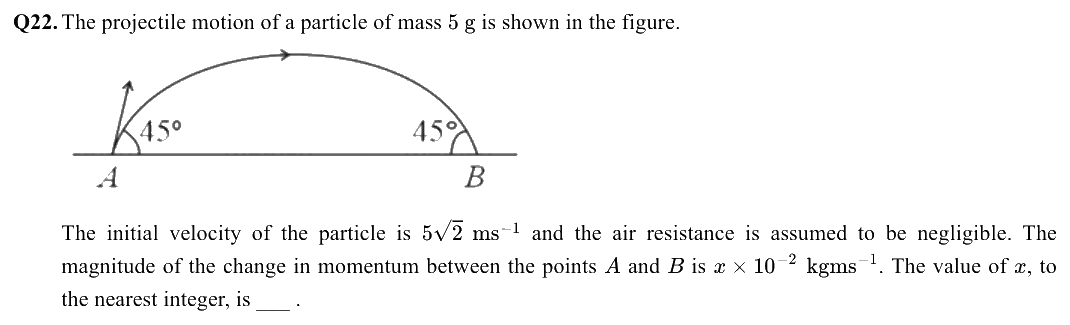 Q22. The projectile motion of a particle of mass 5 g is shown in the figure.
45°
45°
A
B
The initial velocity of the particle is 5√2 ms⁻¹ and the air resistance is assumed to be negligible. The
magnitude of the change in momentum between the points A and B is x × 10⁻² kgms⁻¹. The value of x, to
the nearest integer, is ___ .